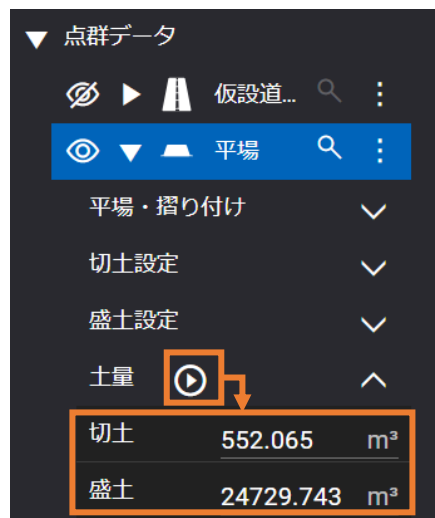 点群データ
仮設道...
平場
平場・摺り付け
切土設定
盛土設定
土量
切土 552.065 m³
盛土 24729.743 m³